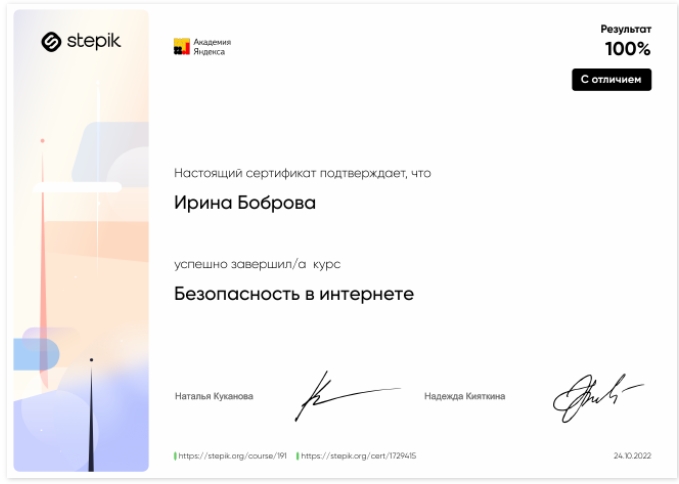 stepik
Академия
Яндекса
Результат
100%
С отличием
Настоящий сертификат подтверждает, что
Ирина Боброва
успешно завершил/а курс
Безопасность в интернете
Наталья Куканова
Надежда Кияткина
https://stepik.org/course/191
https://stepik.org/cert/1729415
24.10.2022